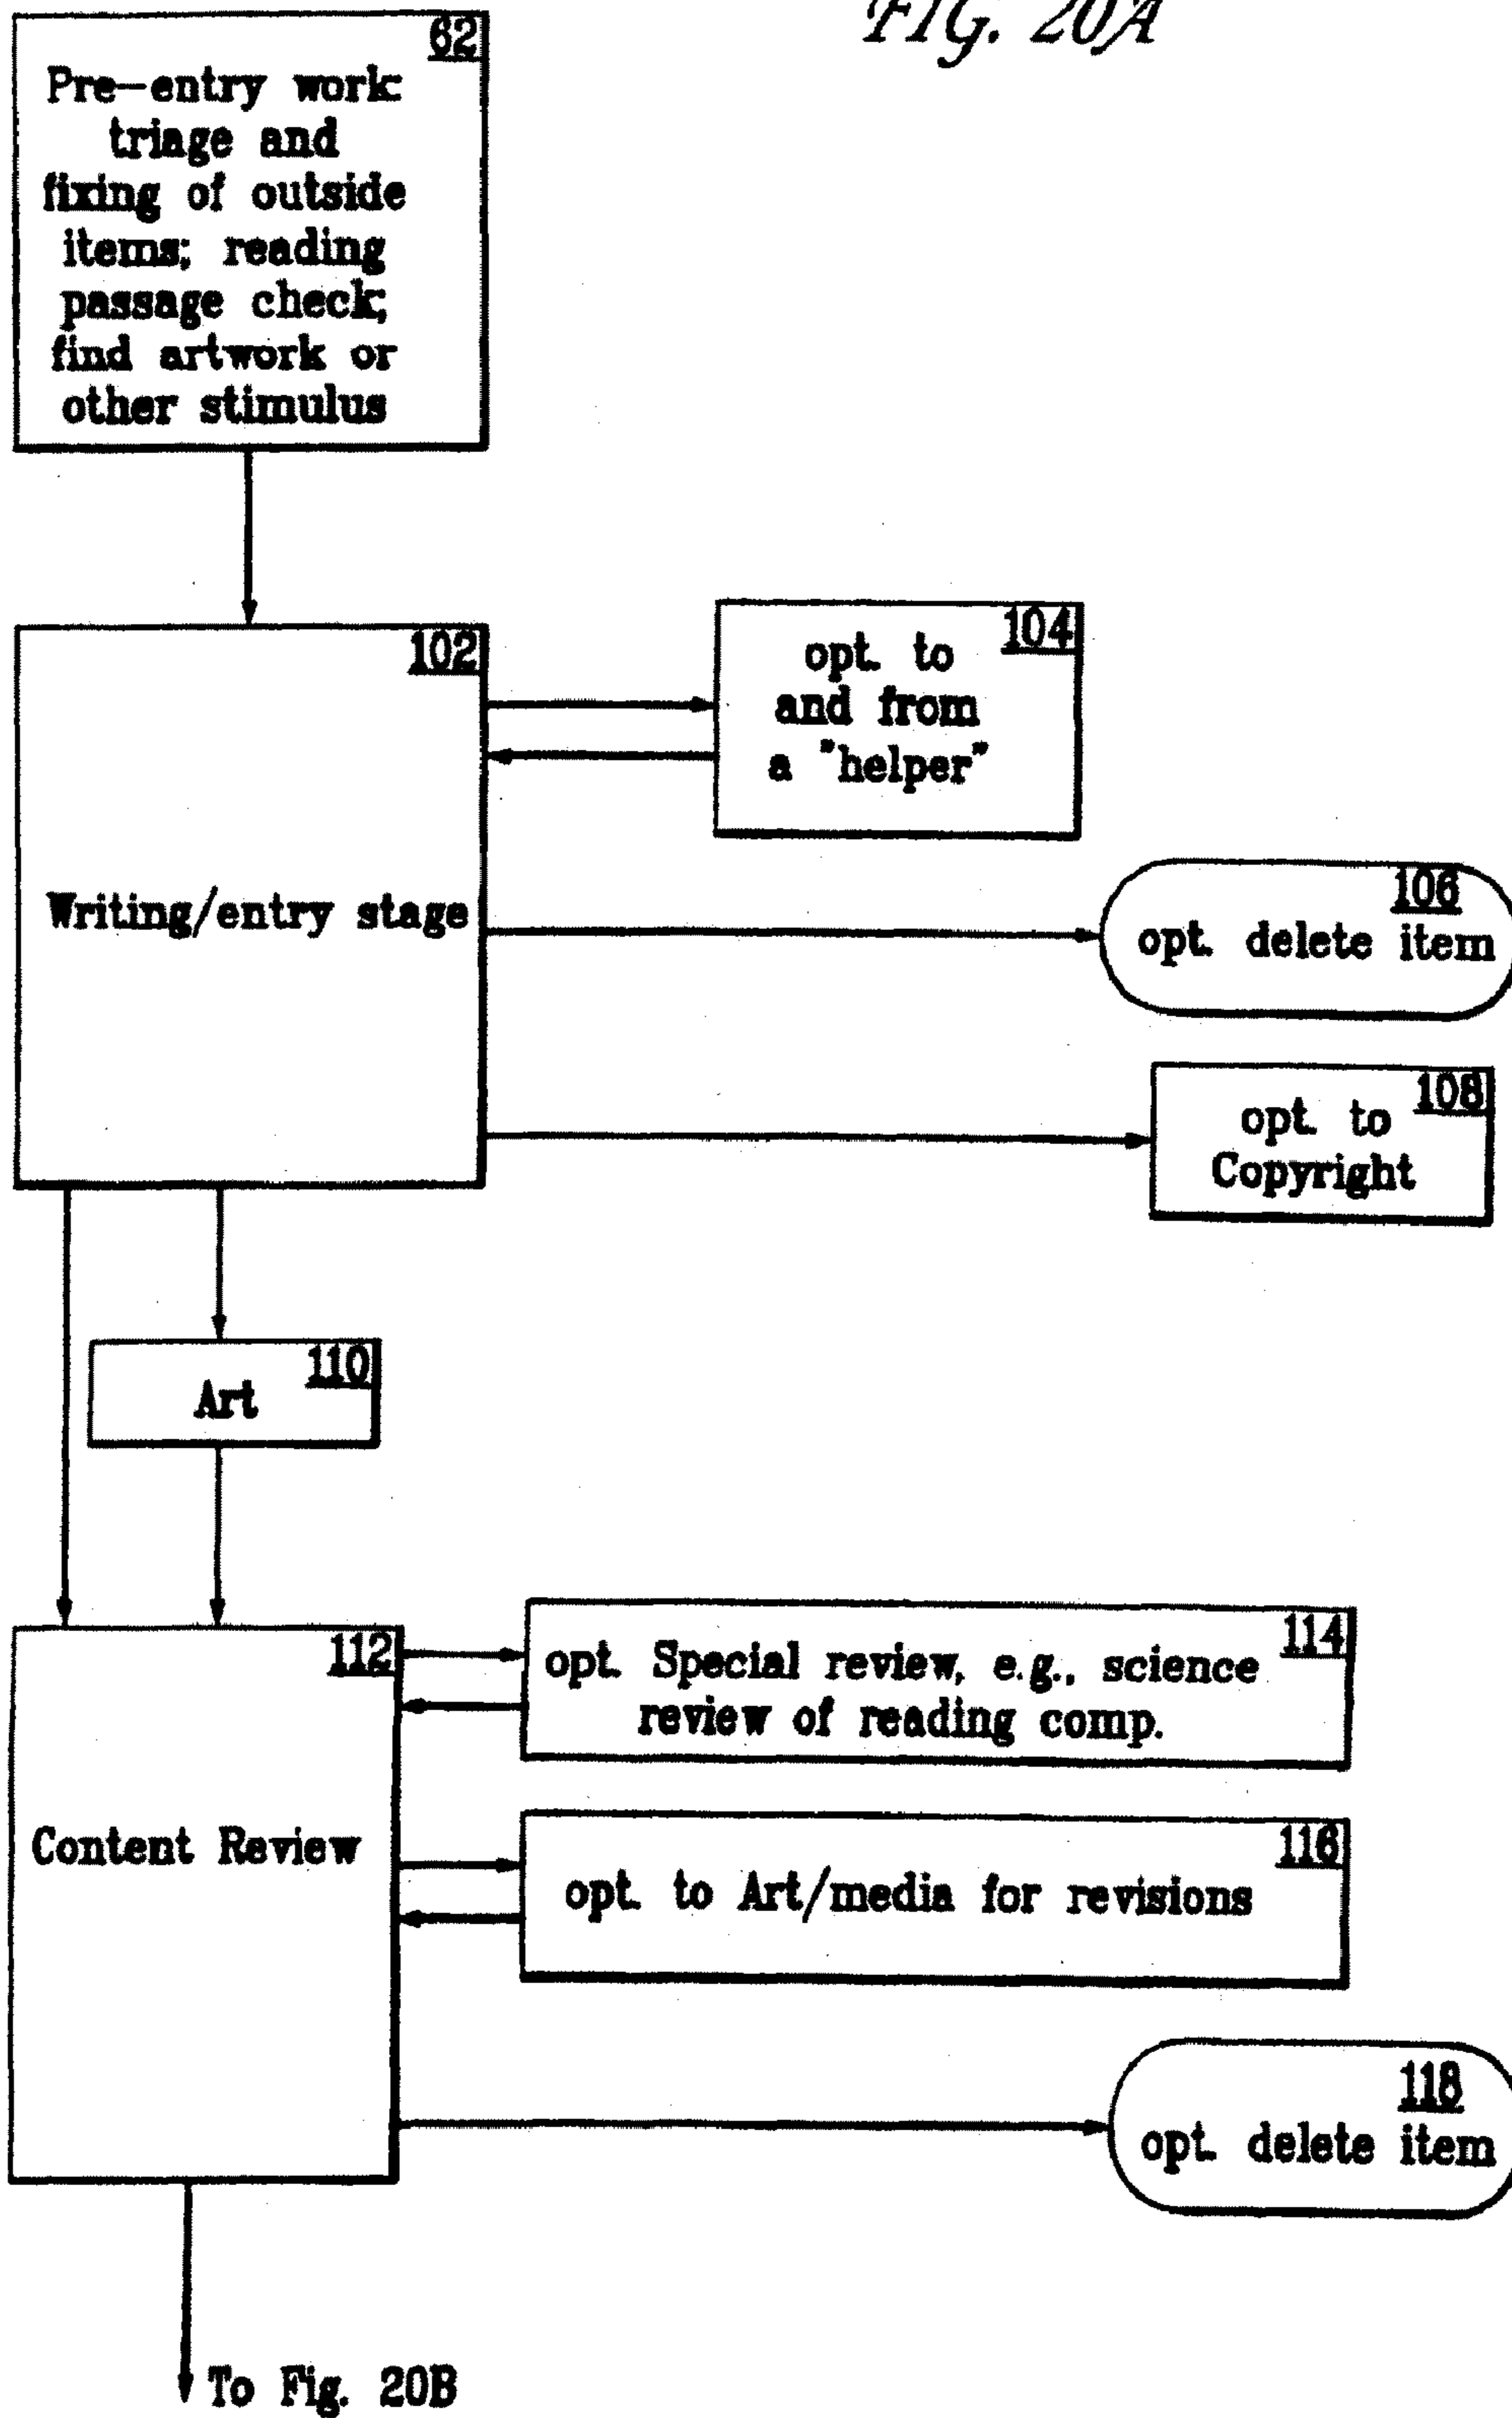 FIG. 20A
62
Pre-entry work:
triage and
fixing of outside
items; reading
passage check;
find artwork or
other stimulus
102
Writing/entry stage
104
opt. to
and from
a "helper"
106
opt. delete item
108
opt. to
Copyright
110
Art
112
Content Review
114
opt. Special review, e.g., science
review of reading comp.
116
opt. to Art/media for revisions
118
opt. delete item
To Fig. 20B